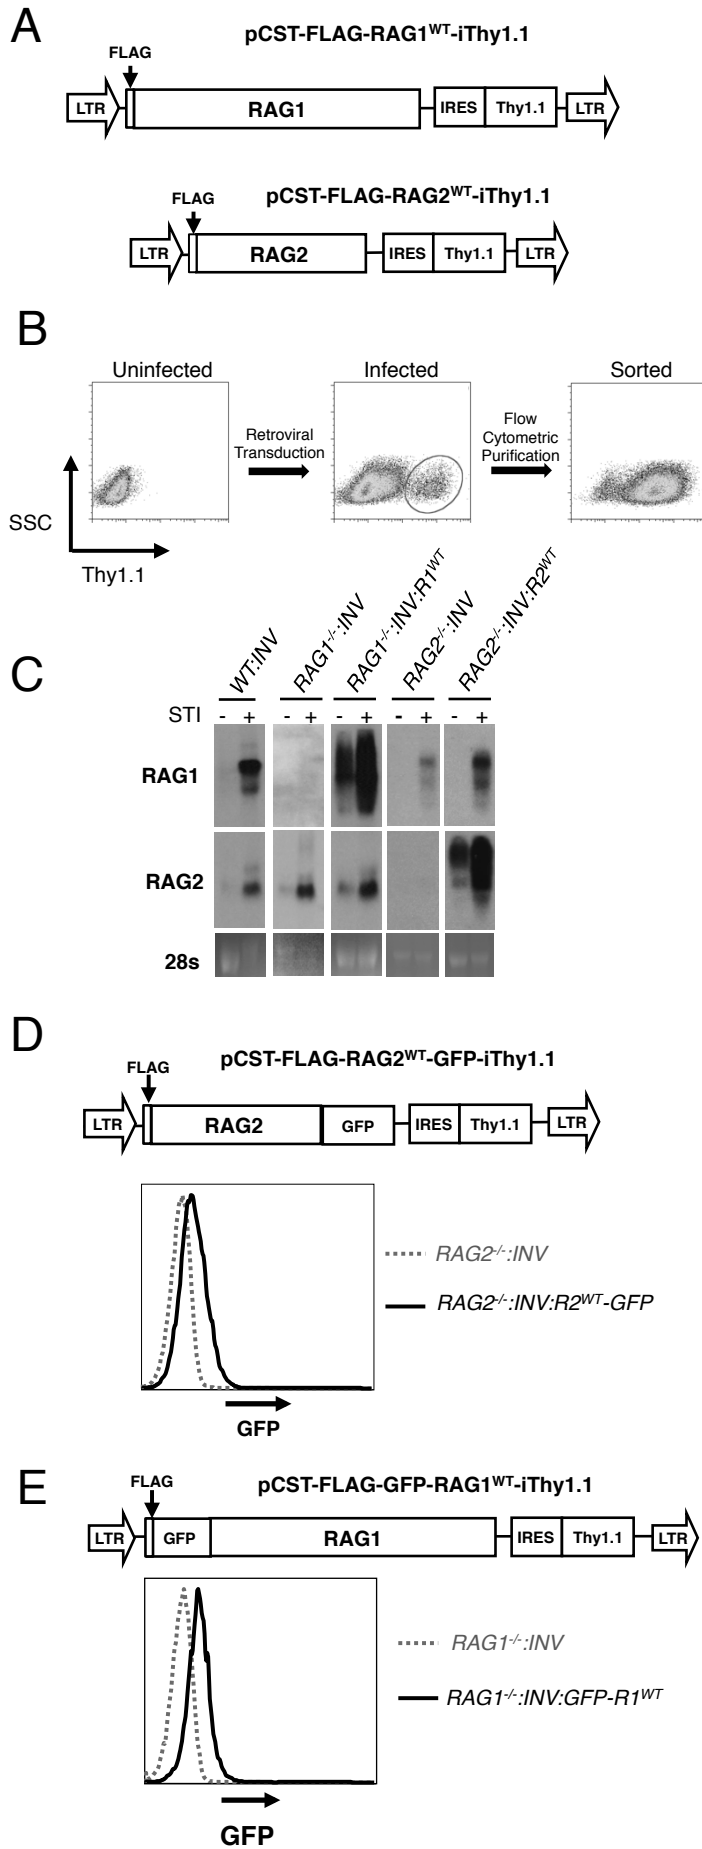 A
pCST-FLAG-RAG1WT-iThy1.1
FLAG
LTR RAG1 IRES Thy1.1 LTR
pCST-FLAG-RAG2WT-iThy1.1
FLAG
LTR RAG2 IRES Thy1.1 LTR
B
Uninfected Infected Sorted
Retroviral
Transduction
Flow
Cytometric
Purification
SSC
Thy1.1
C
WT:INV
RAG1-/-:INV
RAG1-/-:INV:R1WT
RAG2-/-:INV
RAG2-/-:INV:R2WT
STI - + - + - + - + - +
RAG1
RAG2
28s
D
pCST-FLAG-RAG2WT-GFP-iThy1.1
FLAG
LTR RAG2 GFP IRES Thy1.1 LTR
RAG2-/-:INV
RAG2-/-:INV:R2WT-GFP
GFP
E
pCST-FLAG-GFP-RAG1WT-iThy1.1
FLAG
LTR GFP RAG1 IRES Thy1.1 LTR
RAG1-/-:INV
RAG1-/-:INV:GFP-R1WT
GFP